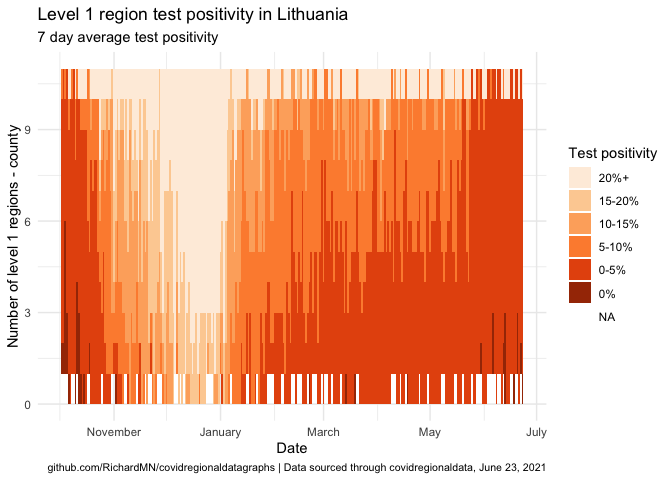 Level 1 region test positivity in Lithuania
7 day average test positivity
Number of level 1 regions - county
9
6
3
0
November
January
March
May
July
Date
Test positivity
20%+
15-20%
10-15%
5-10%
0-5%
0%
NA
github.com/RichardMN/covidregionaldatagraphs | Data sourced through covidregionaldata, June 23, 2021